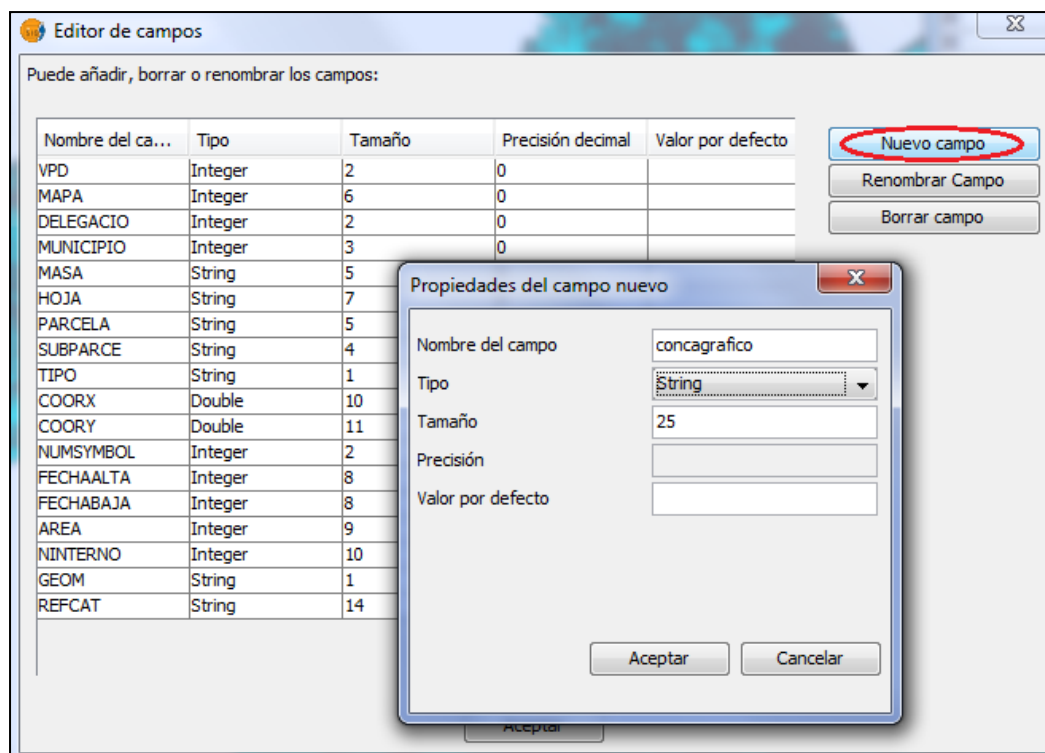 Editor de campos
Puede añadir, borrar o renombrar los campos:
Nombre del ca... Tipo Tamaño Precisión decimal Valor por defecto
VPD Integer 2 0
MAPA Integer 6 0
DELEGACIO Integer 2 0
MUNICIPIO Integer 3 0
MASA String 5
HOJA String 7
PARCELA String 5
SUBPARCE String 4
TIPO String 1
COORX Double 10
COORY Double 11
NUMSYMBOL Integer 2
FECHAALTA Integer 8
FECHABAJA Integer 8
AREA Integer 9
NINTERNO Integer 10
GEOM String 1
REFCAT String 14
Nuevo campo
Renombrar Campo
Borrar campo
Propiedades del campo nuevo
Nombre del campo concagrafico
Tipo String
Tamaño 25
Precisión
Valor por defecto
Aceptar Cancelar
Aceptar